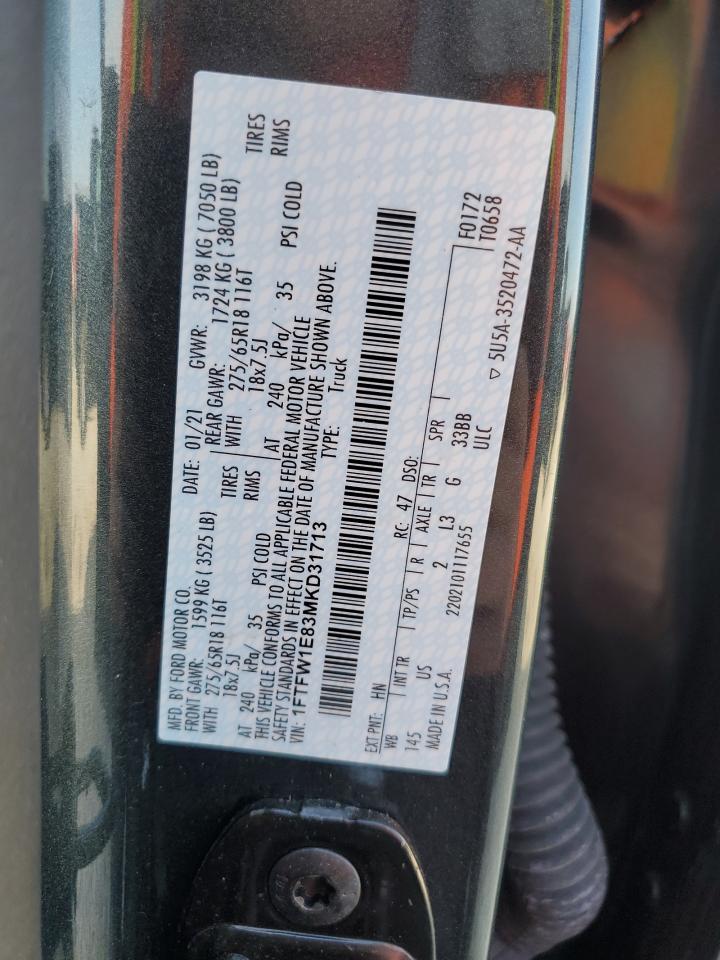 MFD. BY FORD MOTOR CO.
DATE: 01/21 GVWR: 3198 KG ( 7050 LB)
FRONT GAWR: 1599 KG ( 3525 LB)
REAR GAWR: 1724 KG ( 3800 LB)
WITH 275/65R18 116T TIRES
WITH 275/65R18 116T TIRES
18x7.5J RIMS
18x7.5J RIMS
AT 240 kPa/ 35 PSI COLD
AT 240 kPa/ 35 PSI COLD
THIS VEHICLE CONFORMS TO ALL APPLICABLE FEDERAL MOTOR VEHICLE
SAFETY STANDARDS IN EFFECT ON THE DATE OF MANUFACTURE SHOWN ABOVE.
VIN: 1FTFW1E83MKD31713 TYPE: Truck
EXT PNT: HN RC: 47 DSO:
WB INT TR TP/PS R AXLE TR SPR
F0172
145 US 2 L3 G 33BB
T0658
MADE IN U.S.A. 2202101117655 ULC
▽ 5U5A-3520472-AA